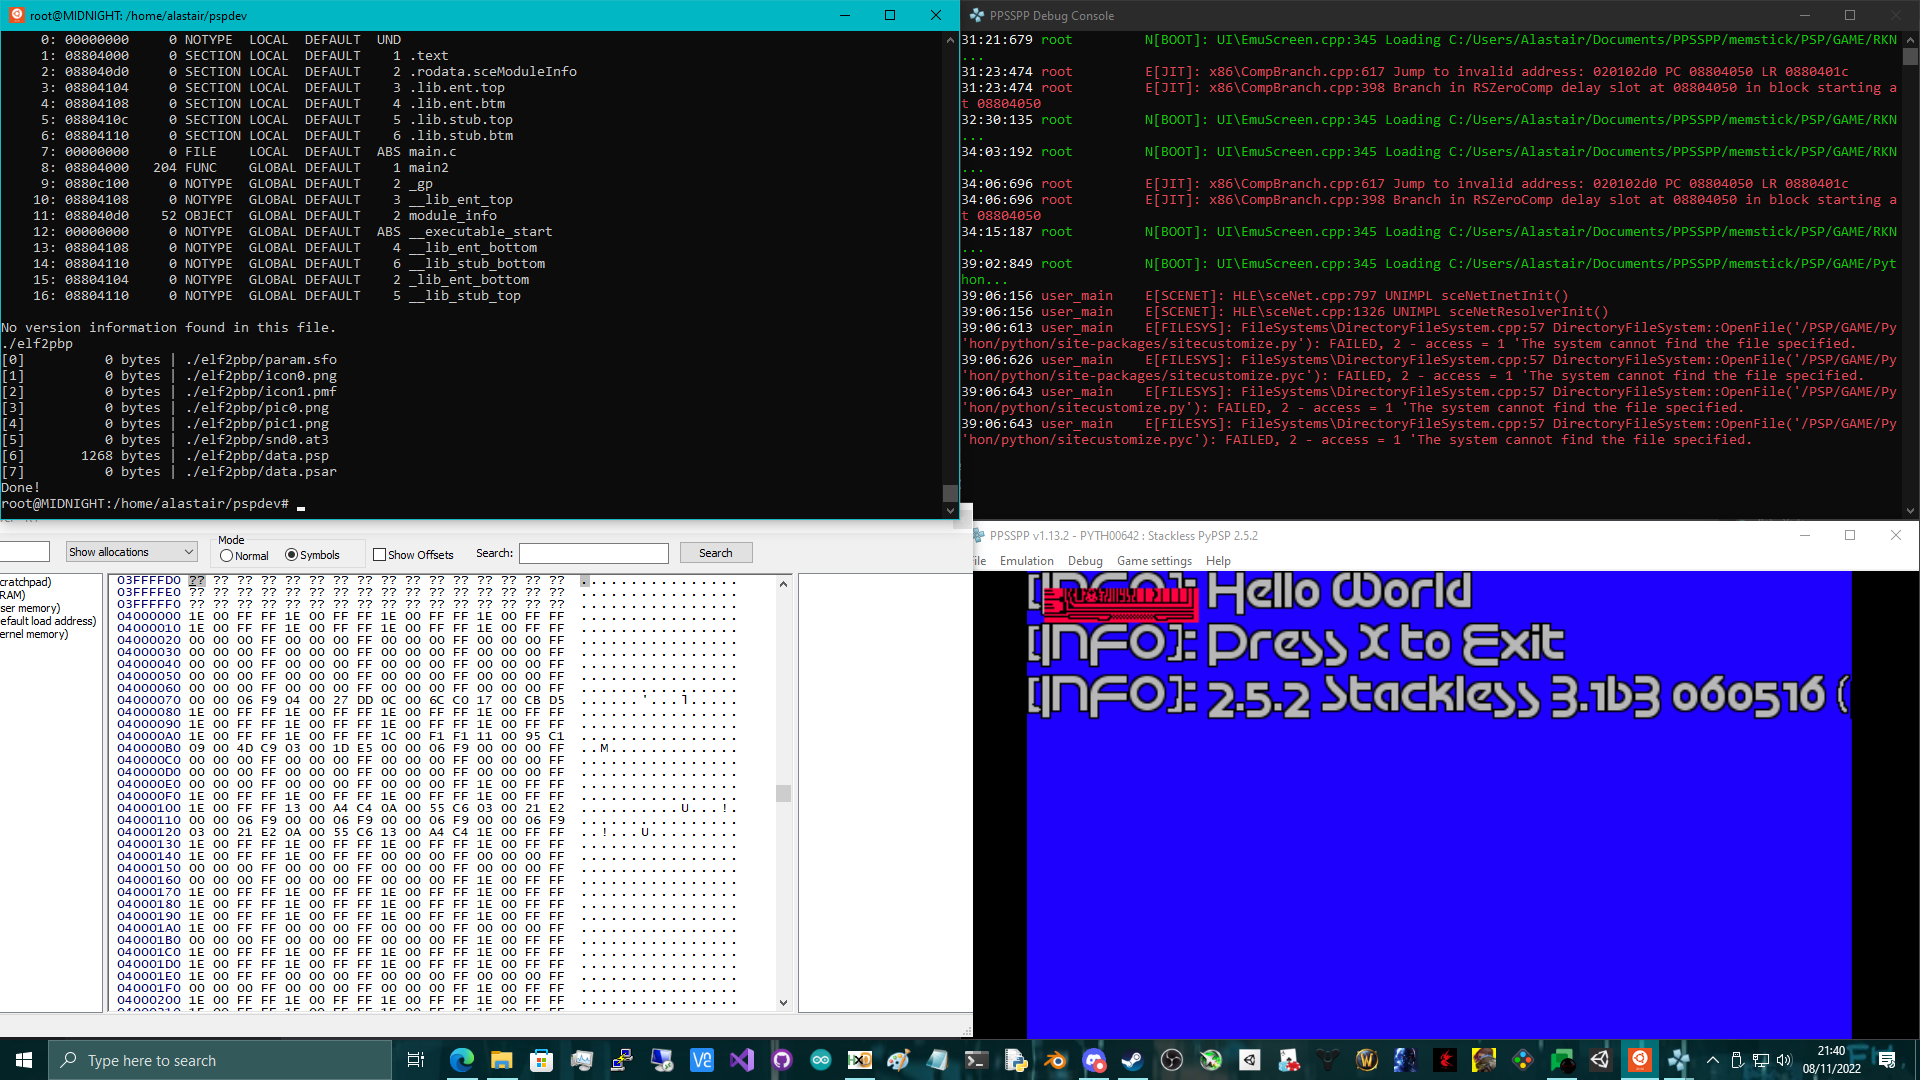 root@MIDNIGHT: /home/alastair/pspdev
0: 00000000 0 NOTYPE LOCAL DEFAULT UND
1: 08804000 0 SECTION LOCAL DEFAULT 1 .text
2: 088040d0 0 SECTION LOCAL DEFAULT 2 .rodata.sceModuleInfo
3: 08804104 0 SECTION LOCAL DEFAULT 3 .lib.ent.top
4: 08804108 0 SECTION LOCAL DEFAULT 4 .lib.ent.btm
5: 0880410c 0 SECTION LOCAL DEFAULT 5 .lib.stub.top
6: 08804110 0 SECTION LOCAL DEFAULT 6 .lib.stub.btm
7: 00000000 0 FILE LOCAL DEFAULT ABS main.c
8: 08804000 204 FUNC GLOBAL DEFAULT 1 main2
9: 0880c100 0 NOTYPE GLOBAL DEFAULT 2 _gp
10: 08804108 0 NOTYPE GLOBAL DEFAULT 3 __lib_ent_top
11: 088040d0 52 OBJECT GLOBAL DEFAULT 2 module_info
12: 00000000 0 NOTYPE GLOBAL DEFAULT ABS __executable_start
13: 08804108 0 NOTYPE GLOBAL DEFAULT 4 __lib_ent_bottom
14: 08804110 0 NOTYPE GLOBAL DEFAULT 6 __lib_stub_bottom
15: 08804104 0 NOTYPE GLOBAL DEFAULT 2 _lib_ent_bottom
16: 08804110 0 NOTYPE GLOBAL DEFAULT 5 __lib_stub_top
No version information found in this file.
./elf2pbp
[0] 0 bytes | ./elf2pbp/param.sfo
[1] 0 bytes | ./elf2pbp/icon0.png
[2] 0 bytes | ./elf2pbp/icon1.pmf
[3] 0 bytes | ./elf2pbp/pic0.png
[4] 0 bytes | ./elf2pbp/pic1.png
[5] 0 bytes | ./elf2pbp/snd0.at3
[6] 1268 bytes | ./elf2pbp/data.psp
[7] 0 bytes | ./elf2pbp/data.psar
Done!
root@MIDNIGHT:/home/alastair/pspdev#
PPSSPP Debug Console
31:21:679 root N[BOOT]: UI\EmuScreen.cpp:345 Loading C:/Users/Alastair/Documents/PPSSPP/memstick/PSP/GAME/RKN
...
31:23:474 root E[JIT]: x86\CompBranch.cpp:617 Jump to invalid address: 020102d0 PC 08804050 LR 0880401c
31:23:474 root E[JIT]: x86\CompBranch.cpp:398 Branch in RSZeroComp delay slot at 08804050 in block starting a
t 08804050
32:30:135 root N[BOOT]: UI\EmuScreen.cpp:345 Loading C:/Users/Alastair/Documents/PPSSPP/memstick/PSP/GAME/RKN
...
34:03:192 root N[BOOT]: UI\EmuScreen.cpp:345 Loading C:/Users/Alastair/Documents/PPSSPP/memstick/PSP/GAME/RKN
...
34:06:696 root E[JIT]: x86\CompBranch.cpp:617 Jump to invalid address: 020102d0 PC 08804050 LR 0880401c
34:06:696 root E[JIT]: x86\CompBranch.cpp:398 Branch in RSZeroComp delay slot at 08804050 in block starting a
t 08804050
34:15:187 root N[BOOT]: UI\EmuScreen.cpp:345 Loading C:/Users/Alastair/Documents/PPSSPP/memstick/PSP/GAME/RKN
...
39:02:849 root N[BOOT]: UI\EmuScreen.cpp:345 Loading C:/Users/Alastair/Documents/PPSSPP/memstick/PSP/GAME/Pyt
hon...
39:06:156 user_main E[SCENET]: HLE\sceNet.cpp:797 UNIMPL sceNetInetInit()
39:06:156 user_main E[SCENET]: HLE\sceNet.cpp:1326 UNIMPL sceNetResolverInit()
39:06:613 user_main E[FILESYS]: FileSystems\DirectoryFileSystem.cpp:57 DirectoryFileSystem::OpenFile('/PSP/GAME/Py
'hon/python/site-packages/sitecustomize.py'): FAILED, 2 - access = 1 'The system cannot find the file specified.
39:06:626 user_main E[FILESYS]: FileSystems\DirectoryFileSystem.cpp:57 DirectoryFileSystem::OpenFile('/PSP/GAME/Py
'hon/python/site-packages/sitecustomize.pyc'): FAILED, 2 - access = 1 'The system cannot find the file specified.
39:06:643 user_main E[FILESYS]: FileSystems\DirectoryFileSystem.cpp:57 DirectoryFileSystem::OpenFile('/PSP/GAME/Py
'hon/python/sitecustomize.py'): FAILED, 2 - access = 1 'The system cannot find the file specified.
39:06:643 user_main E[FILESYS]: FileSystems\DirectoryFileSystem.cpp:57 DirectoryFileSystem::OpenFile('/PSP/GAME/Py
'hon/python/sitecustomize.pyc'): FAILED, 2 - access = 1 'The system cannot find the file specified.
Show allocations
Mode
Normal Symbols
Show Offsets
Search:
Search
cratchpad)
RAM)
ser memory)
efault load address)
ernel memory)
03FFFFD0 ?? ?? ?? ?? ?? ?? ?? ?? ?? ?? ?? ?? ?? ?? ?? ??
03FFFFE0 ?? ?? ?? ?? ?? ?? ?? ?? ?? ?? ?? ?? ?? ?? ?? ??
03FFFFF0 ?? ?? ?? ?? ?? ?? ?? ?? ?? ?? ?? ?? ?? ?? ?? ??
04000000 1E 00 FF FF 1E 00 FF FF 1E 00 FF FF 1E 00 FF FF
04000010 1E 00 FF FF 1E 00 FF FF 1E 00 FF FF 1E 00 FF FF
04000020 00 00 00 FF 00 00 00 FF 00 00 00 FF 00 00 00 FF
04000030 00 00 00 FF 00 00 00 FF 00 00 00 FF 00 00 00 FF
04000040 00 00 00 FF 00 00 00 FF 00 00 00 FF 00 00 00 FF
04000050 00 00 00 FF 00 00 00 FF 00 00 00 FF 00 00 00 FF
04000060 00 00 00 FF 00 00 00 FF 00 00 00 FF 00 00 00 FF
04000070 00 00 06 F9 04 00 27 DD 0C 00 6C C0 17 00 CB D5
04000080 1E 00 FF FF 1E 00 FF FF 1E 00 FF FF 1E 00 FF FF
04000090 1E 00 FF FF 1E 00 FF FF 1E 00 FF FF 1E 00 FF FF
040000A0 1E 00 FF FF 1E 00 FF FF 1C 00 F1 F1 11 00 95 C1
040000B0 09 00 4D C9 03 00 1D E5 00 00 06 F9 00 00 00 FF
040000C0 00 00 00 FF 00 00 00 FF 00 00 00 FF 00 00 00 FF
040000D0 00 00 00 FF 00 00 00 FF 00 00 00 FF 00 00 00 FF
040000E0 00 00 00 FF 00 00 00 FF 00 00 00 FF 1E 00 FF FF
040000F0 1E 00 FF FF 1E 00 FF FF 1E 00 FF FF 1E 00 FF FF
04000100 1E 00 FF FF 13 00 A4 C4 0A 00 55 C6 03 00 21 E2
04000110 00 00 06 F9 00 00 06 F9 00 00 06 F9 00 00 06 F9
04000120 03 00 21 E2 0A 00 55 C6 13 00 A4 C4 1E 00 FF FF
04000130 1E 00 FF FF 1E 00 FF FF 1E 00 FF FF 1E 00 FF FF
04000140 1E 00 FF FF 1E 00 FF FF 00 00 00 FF 00 00 00 FF
04000150 00 00 00 FF 00 00 00 FF 00 00 00 FF 00 00 00 FF
04000160 00 00 00 FF 00 00 00 FF 00 00 00 FF 1E 00 FF FF
04000170 1E 00 FF FF 1E 00 FF FF 1E 00 FF FF 1E 00 FF FF
04000180 1E 00 FF FF 1E 00 FF FF 1E 00 FF FF 1E 00 FF FF
04000190 1E 00 FF FF 1E 00 FF FF 1E 00 FF FF 1E 00 FF FF
040001A0 1E 00 FF FF 1E 00 FF FF 00 00 00 FF 00 00 00 FF
040001B0 00 00 00 FF 00 00 00 FF 00 00 00 FF 1E 00 FF FF
040001C0 1E 00 FF FF 1E 00 FF FF 1E 00 FF FF 1E 00 FF FF
040001D0 1E 00 FF FF 1E 00 FF FF 1E 00 FF FF 1E 00 FF FF
040001E0 1E 00 FF FF 00 00 00 FF 00 00 00 FF 00 00 00 FF
040001F0 00 00 00 FF 00 00 00 FF 00 00 00 FF 1E 00 FF FF
04000200 1E 00 FF FF 1E 00 FF FF 1E 00 FF FF 1E 00 FF FF
PPSSPP v1.13.2 - PYTH00642 : Stackless PyPSP 2.5.2
ile Emulation Debug Game settings Help
[INFO]: Hello World
[INFO]: Press X to Exit
[INFO]: 2.5.2 Stackless 3.1b3 060516 (
Type here to search
21:40
08/11/2022